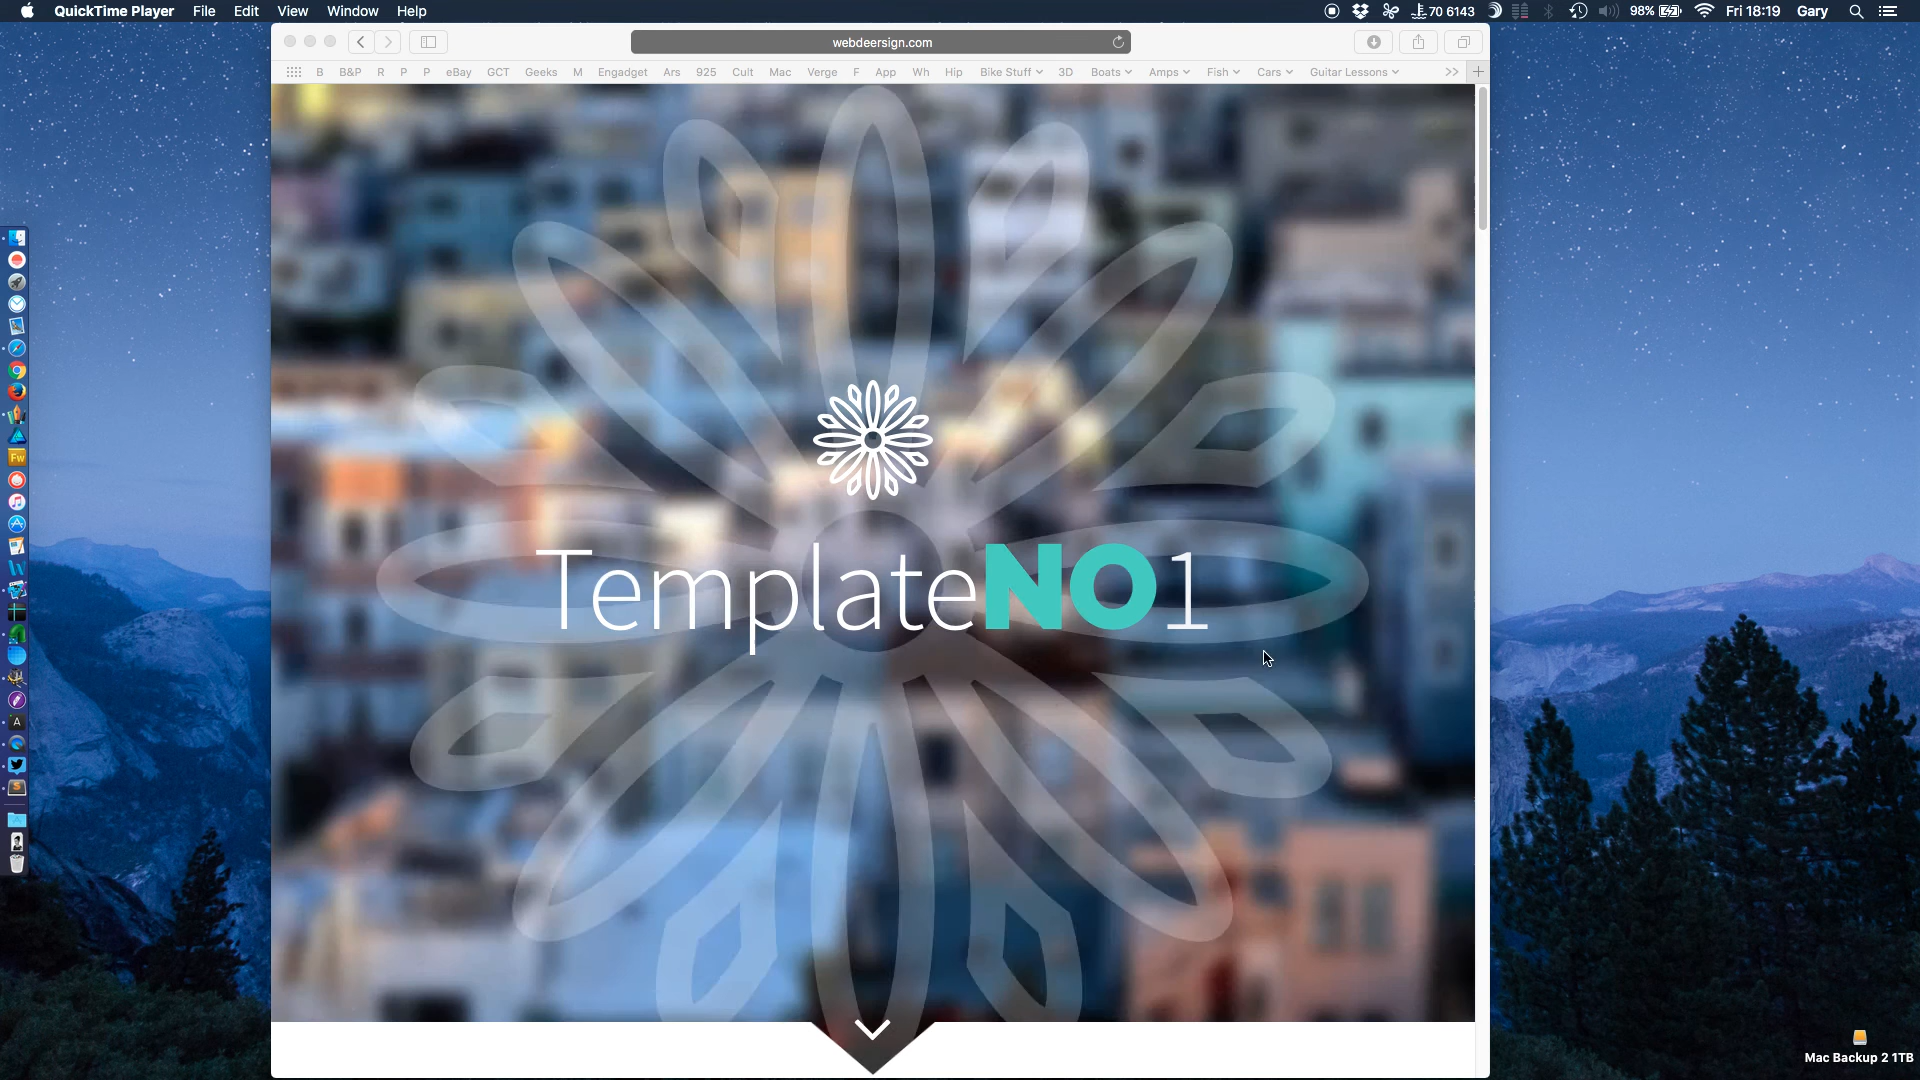 QuickTime Player File Edit View Window Help 70 6143 98% Fri 18:19 Gary
webdeersign.com
B B&P R P P eBay GCT Geeks M Engadget Ars 925 Cult Mac Verge F App Wh Hip Bike Stuff 3D Boats Amps Fish Cars Guitar Lessons >> +
TemplateNO1
Fw
A
S
Mac Backup 2 1TB